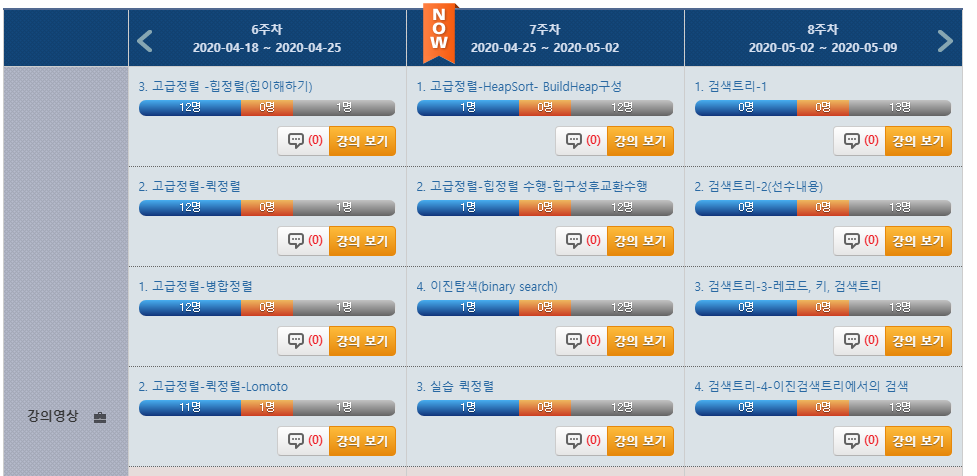 6주차
2020-04-18 ~ 2020-04-25
NOW
7주차
2020-04-25 ~ 2020-05-02
8주차
2020-05-02 ~ 2020-05-09
3. 고급정렬 -힙정렬(힙이해하기)
12명 0명 1명
(0) 강의 보기
1. 고급정렬-HeapSort- BuildHeap구성
1명 0명 12명
(0) 강의 보기
1. 검색트리-1
0명 0명 13명
(0) 강의 보기
2. 고급정렬-퀵정렬
12명 0명 1명
(0) 강의 보기
2. 고급정렬-힙정렬 수행-힙구성후교환수행
1명 0명 12명
(0) 강의 보기
2. 검색트리-2(선수내용)
0명 0명 13명
(0) 강의 보기
1. 고급정렬-병합정렬
12명 0명 1명
(0) 강의 보기
4. 이진탐색(binary search)
1명 0명 12명
(0) 강의 보기
3. 검색트리-3-레코드, 키, 검색트리
0명 0명 13명
(0) 강의 보기
강의영상
2. 고급정렬-퀵정렬-Lomoto
11명 1명 1명
(0) 강의 보기
3. 실습 퀵정렬
1명 0명 12명
(0) 강의 보기
4. 검색트리-4-이진검색트리에서의 검색
0명 0명 13명
(0) 강의 보기